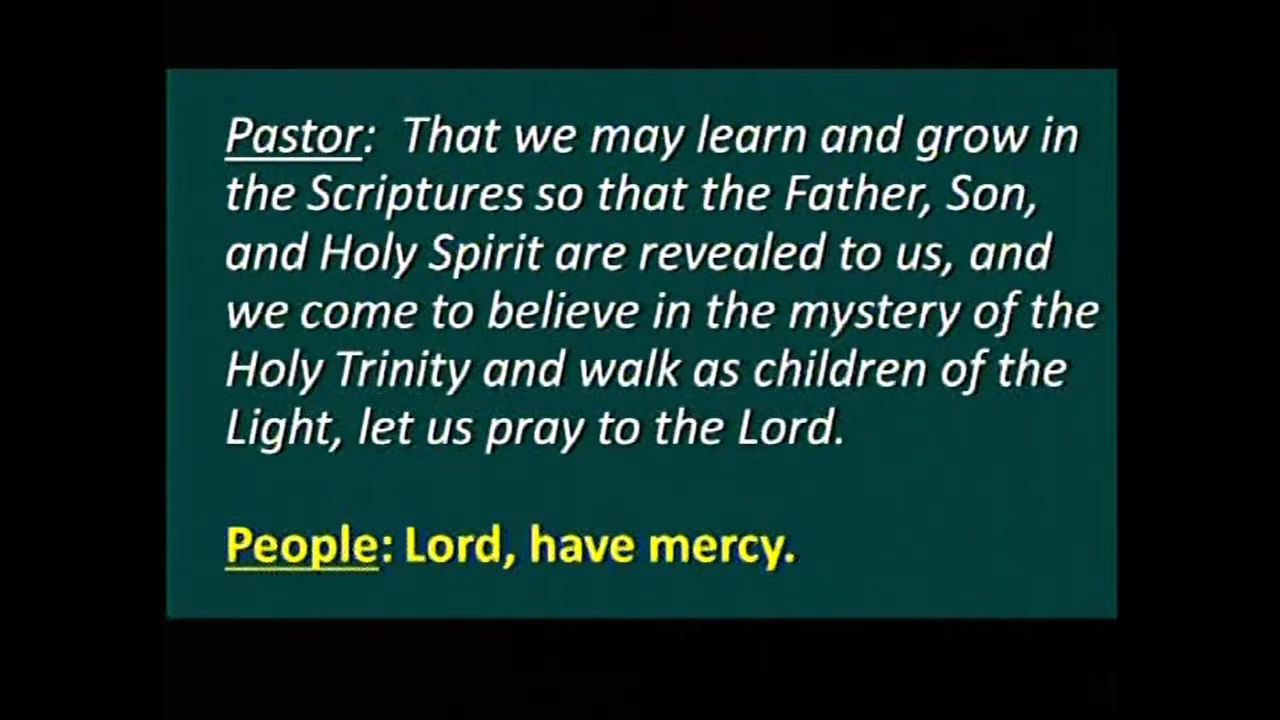 Pastor: That we may learn and grow in
the Scriptures so that the Father, Son,
and Holy Spirit are revealed to us, and
we come to believe in the mystery of the
Holy Trinity and walk as children of the
Light, let us pray to the Lord.
People: Lord, have mercy.